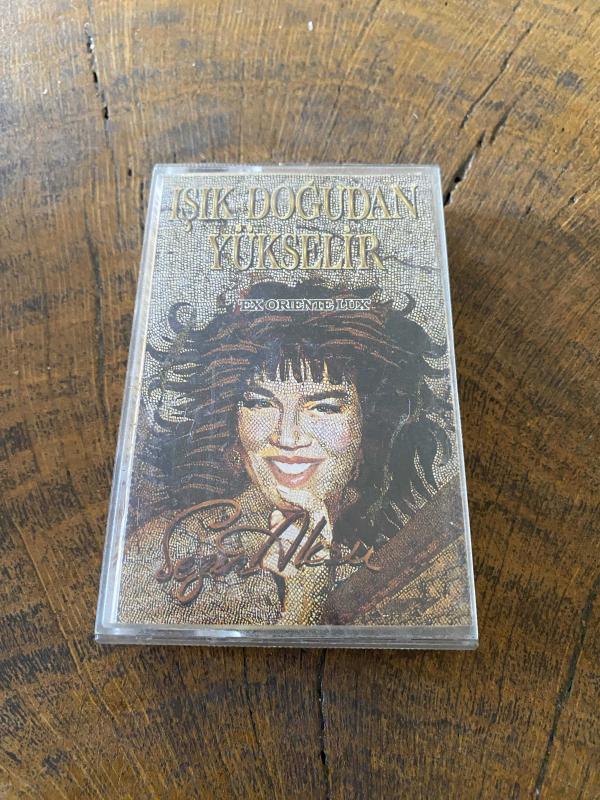 IŞIK DOĞUDAN
YÜKSELİR
EX ORIENTE LUX
Sezen Aksu